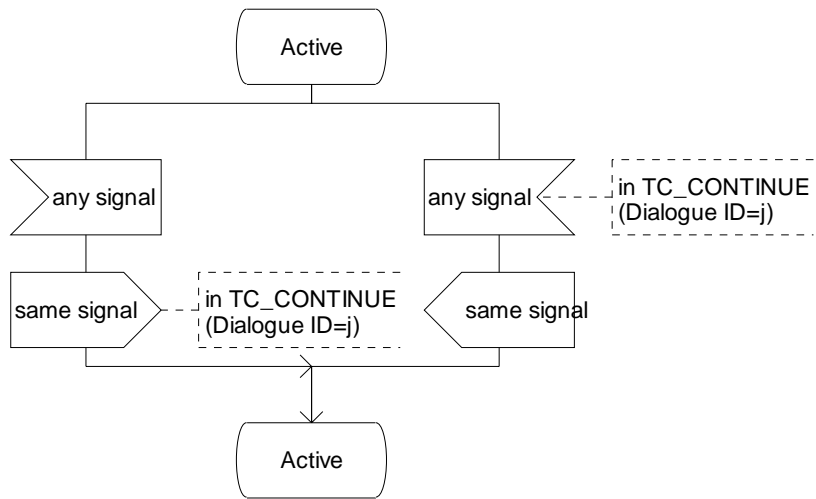 Active
any signal
any signal
in TC_CONTINUE
(Dialogue ID=j)
same signal
in TC_CONTINUE
(Dialogue ID=j)
same signal
Active